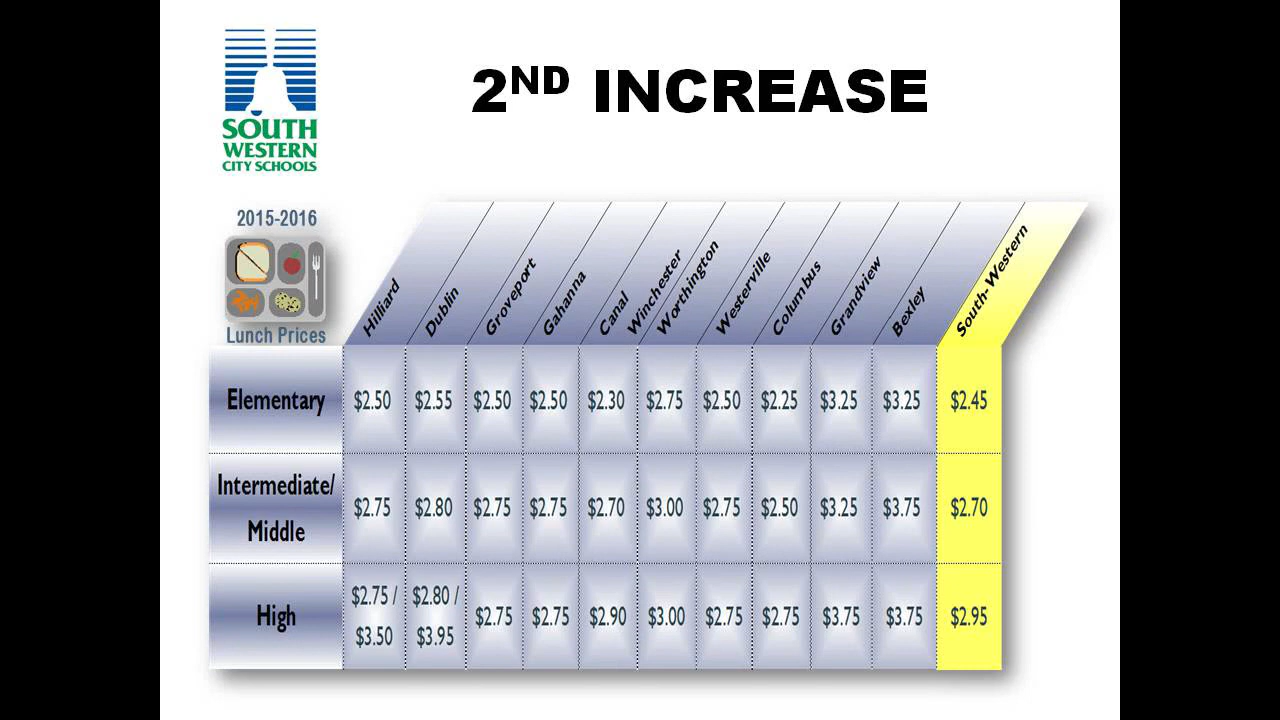 2ND INCREASE
SOUTH
WESTERN
CITY SCHOOLS
2015-2016
Lunch Prices
Hilliard
Dublin
Groveport
Gahanna
Canal
Winchester
Worthington
Westerville
Columbus
Grandview
Bexley
South-Western
Elementary $2.50 $2.55 $2.50 $2.50 $2.30 $2.75 $2.50 $2.25 $3.25 $3.25 $2.45
Intermediate/
Middle $2.75 $2.80 $2.75 $2.75 $2.70 $3.00 $2.75 $2.50 $3.25 $3.75 $2.70
High $2.75 / $3.50 $2.80 / $3.95 $2.75 $2.75 $2.90 $3.00 $2.75 $2.75 $3.75 $3.75 $2.95